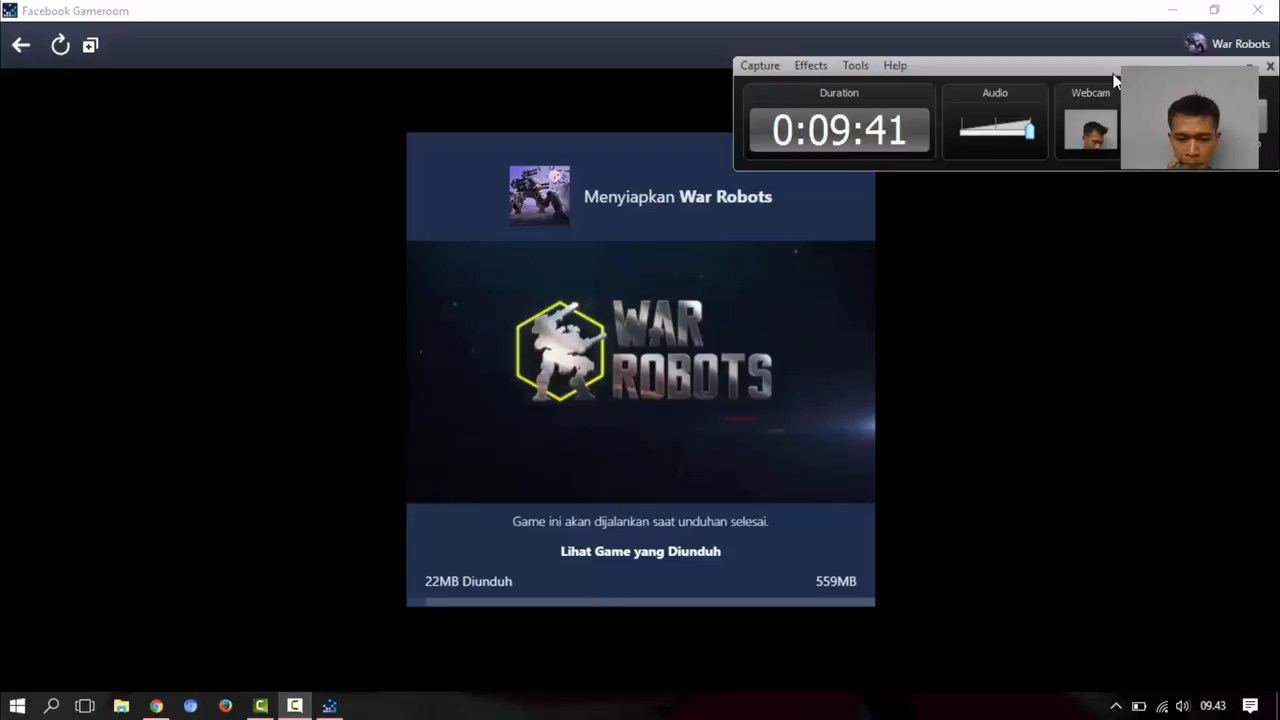 Facebook Gameroom
War Robots
Capture Effects Tools Help
Duration
Audio
Webcam
0:09:41
Menyiapkan War Robots
WAR
ROBOTS
Game ini akan dijalankan saat unduhan selesai.
Lihat Game yang Diunduh
22MB Diunduh
559MB
09.43